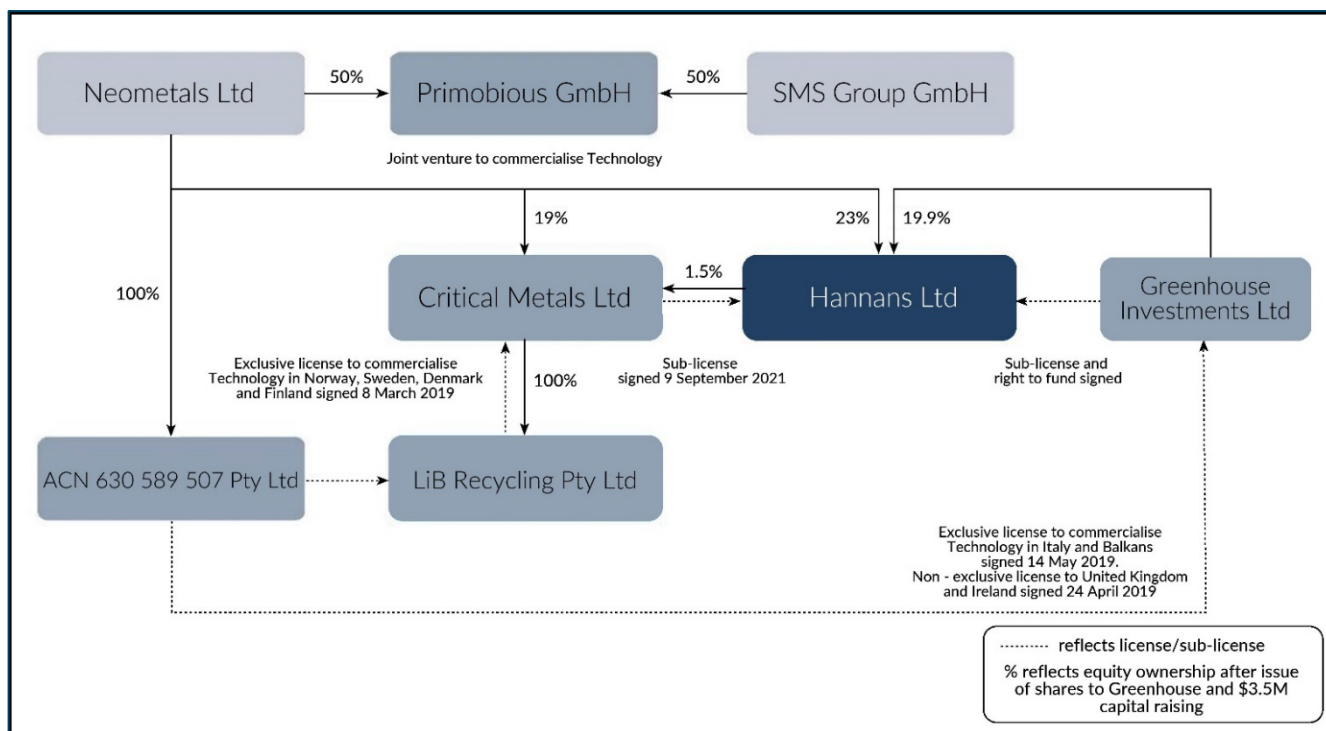 Neometals Ltd
50%
Primobious GmbH
50%
SMS Group GmbH
Joint venture to commercialise Technology
19%
23%
19.9%
100%
Critical Metals Ltd
1.5%
Hannans Ltd
Greenhouse
Investments Ltd
Exclusive license to commercialise
Technology in Norway, Sweden, Denmark
and Finland signed 8 March 2019
100%
Sub-license
signed 9 September 2021
Sub-license and
right to fund signed
ACN 630 589 507 Pty Ltd
LiB Recycling Pty Ltd
Exclusive license to commercialise
Technology in Italy and Balkans
signed 14 May 2019.
Non - exclusive license to United Kingdom
and Ireland signed 24 April 2019
reflects license/sub-license
% reflects equity ownership after issue
of shares to Greenhouse and $3.5M
capital raising